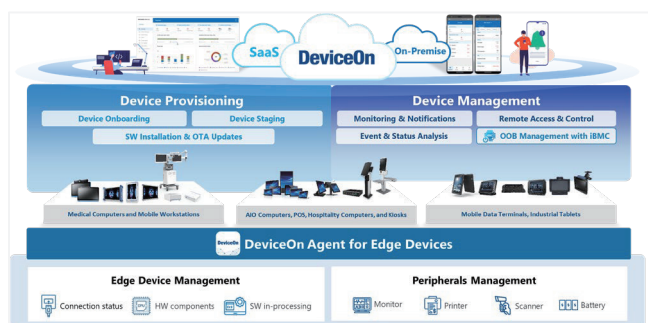 SaaS
DeviceOn
On-Premise
Device Provisioning
Device Management
Device Onboarding
Device Staging
Monitoring & Notifications
Remote Access & Control
SW Installation & OTA Updates
Event & Status Analysis
OOB Management with iBMC
Medical Computers and Mobile Workstations
AIO Computers, POS, Hospitality Computers, and Kiosks
Mobile Data Terminals, Industrial Tablets
DeviceOn
DeviceOn Agent for Edge Devices
Edge Device Management
Peripherals Management
Connection status
CPU
HW components
SW in-processing
Monitor
Printer
Scanner
Battery